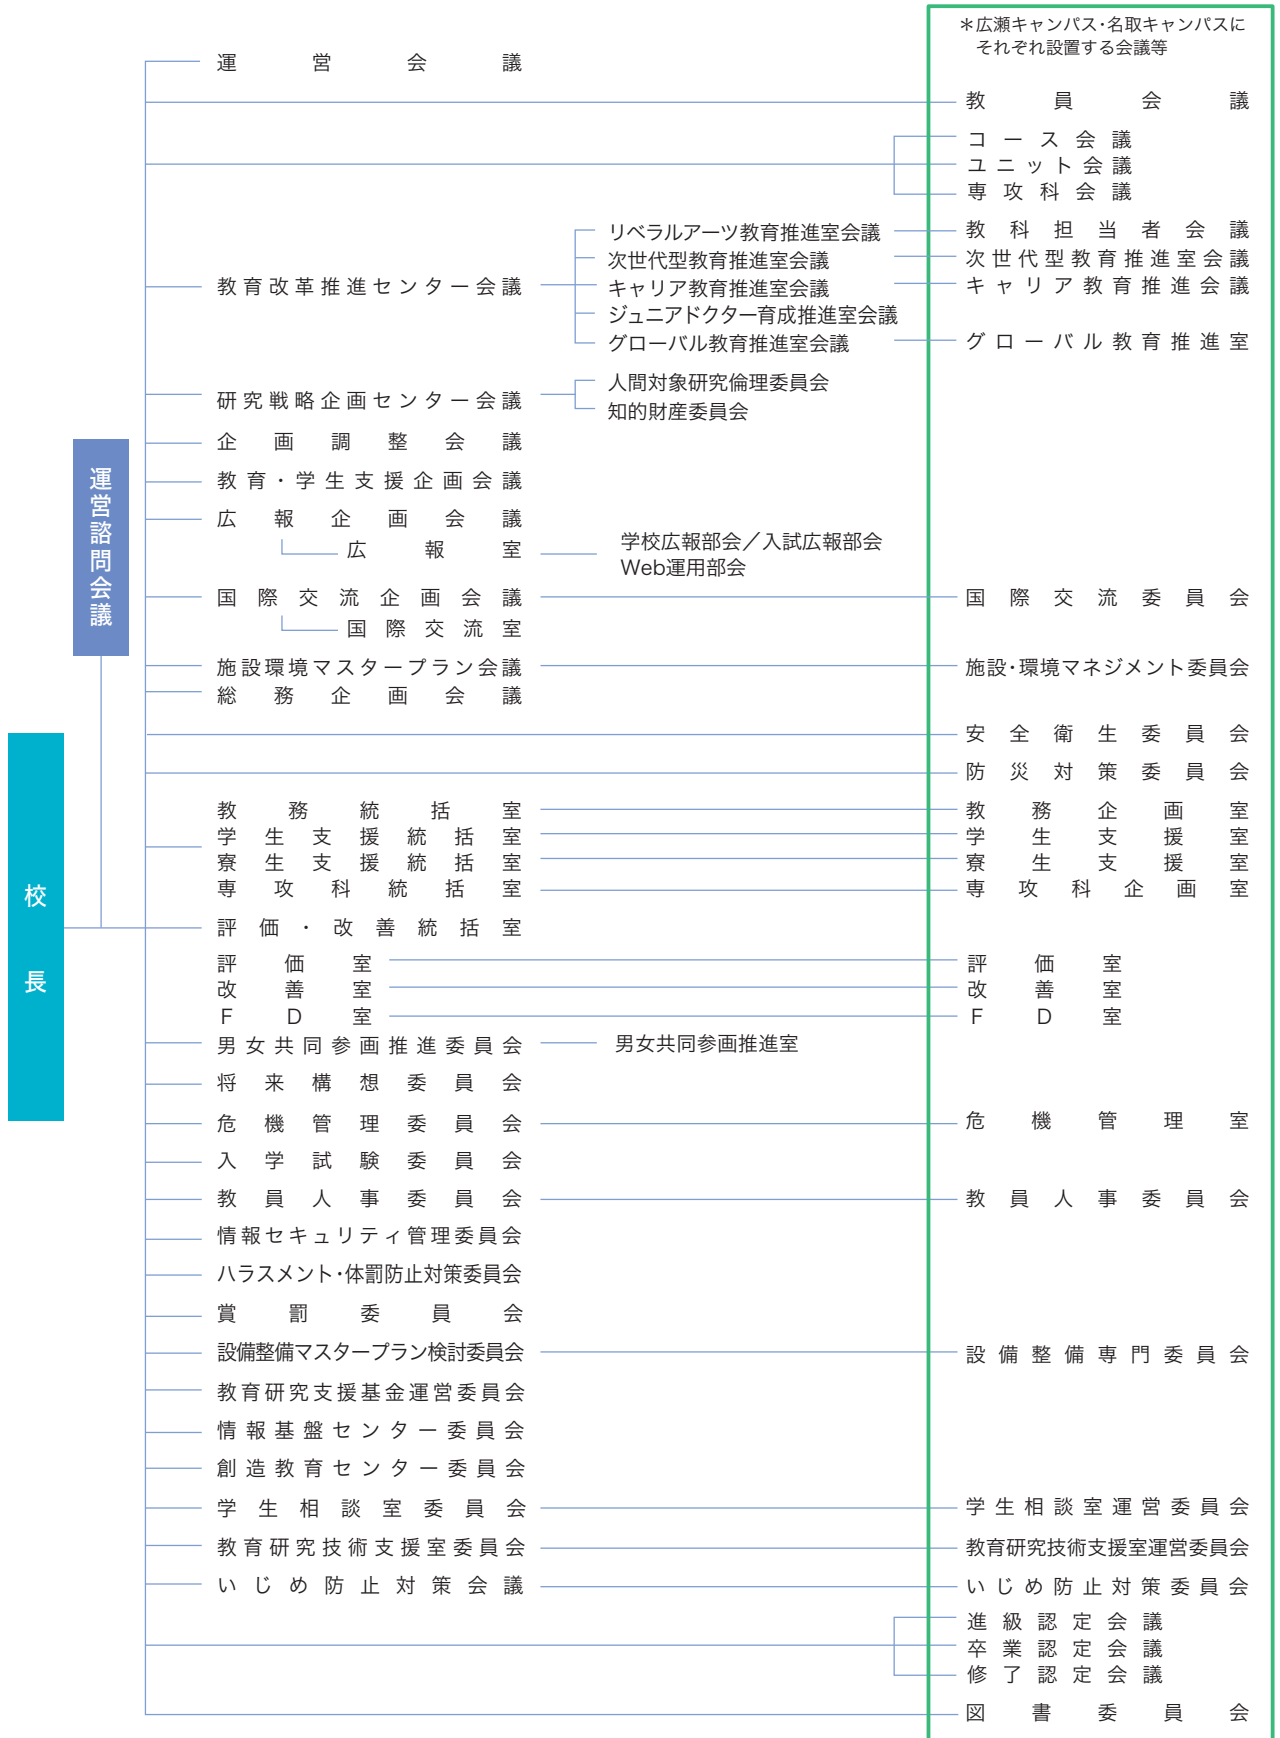 ＊広瀬キャンパス・名取キャンパスに
それぞれ設置する会議等
運営会議
教員会議
コース会議
ユニット会議
専攻科会議
教育改革推進センター会議
リベラルアーツ教育推進室会議
教科担当者会議
次世代型教育推進室会議
次世代型教育推進室会議
キャリア教育推進室会議
キャリア教育推進会議
ジュニアドクター育成推進室会議
グローバル教育推進室会議
グローバル教育推進室
研究戦略企画センター会議
人間対象研究倫理委員会
知的財産委員会
企画調整会議
教育・学生支援企画会議
広報企画会議
広報室
学校広報部会／入試広報部会
Web運用部会
国際交流企画会議
国際交流委員会
国際交流室
施設環境マスタープラン会議
施設・環境マネジメント委員会
総務企画会議
運営諮問会議
校長
安全衛生委員会
防災対策委員会
教務統括室
教務企画室
学生支援統括室
学生支援室
寮生支援統括室
寮生支援室
専攻科統括室
専攻科企画室
評価・改善統括室
評価室
評価室
改善室
改善室
FD室
FD室
男女共同参画推進委員会
男女共同参画推進室
将来構想委員会
危機管理委員会
危機管理室
入学試験委員会
教員人事委員会
教員人事委員会
情報セキュリティ管理委員会
ハラスメント・体罰防止対策委員会
賞罰委員会
設備整備マスタープラン検討委員会
設備整備専門委員会
教育研究支援基金運営委員会
情報基盤センター委員会
創造教育センター委員会
学生相談室委員会
学生相談室運営委員会
教育研究技術支援室委員会
教育研究技術支援室運営委員会
いじめ防止対策会議
いじめ防止対策委員会
進級認定会議
卒業認定会議
修了認定会議
図書委員会